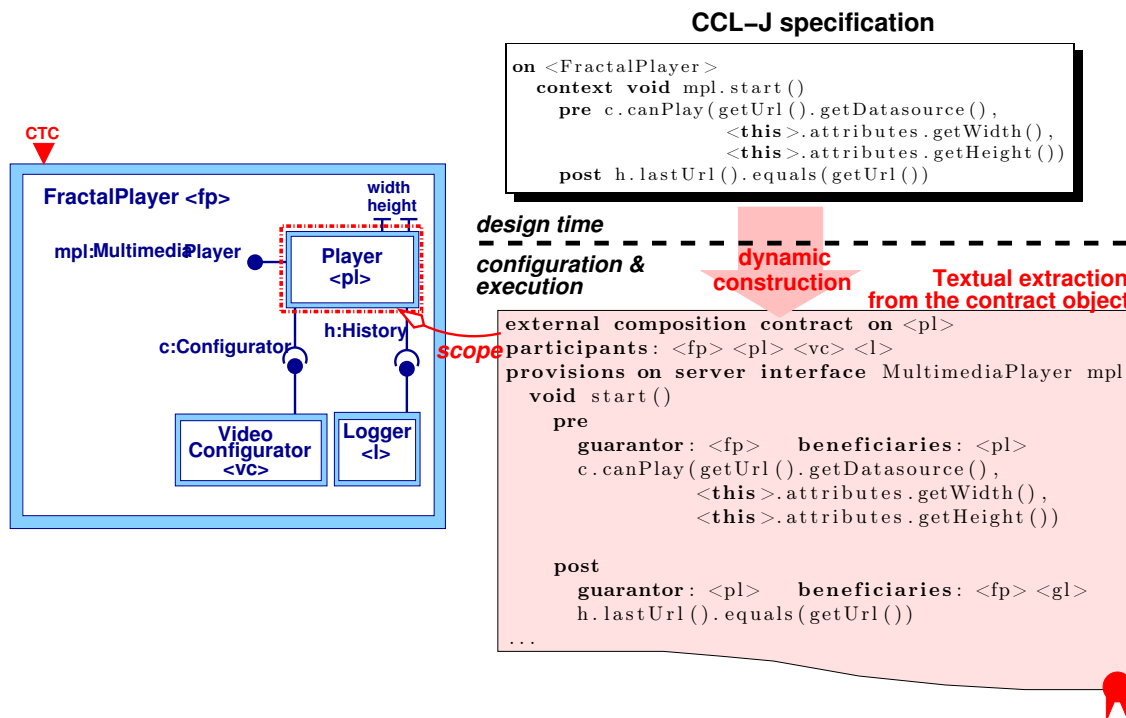 CCL–J specification
on <FractalPlayer>
context void mpl.start()
pre c.canPlay(getUrl().getDatasource(),
<this>.attributes.getWidth(),
<this>.attributes.getHeight())
post h.lastUrl().equals(getUrl())
CTC
FractalPlayer <fp>
width
height
mpl:MultimediaPlayer
Player
<pl>
c:Configurator
h:History
Video
Configurator
<vc>
Logger
<l>
design time
configuration &
execution
dynamic
construction
Textual extraction
from the contract object
scope
external composition contract on <pl>
participants: <fp> <pl> <vc> <l>
provisions on server interface MultimediaPlayer mpl
void start()
pre
guarantor: <fp> beneficiaries: <pl>
c.canPlay(getUrl().getDatasource(),
<this>.attributes.getWidth(),
<this>.attributes.getHeight())
post
guarantor: <pl> beneficiaries: <fp> <gl>
h.lastUrl().equals(getUrl())
...